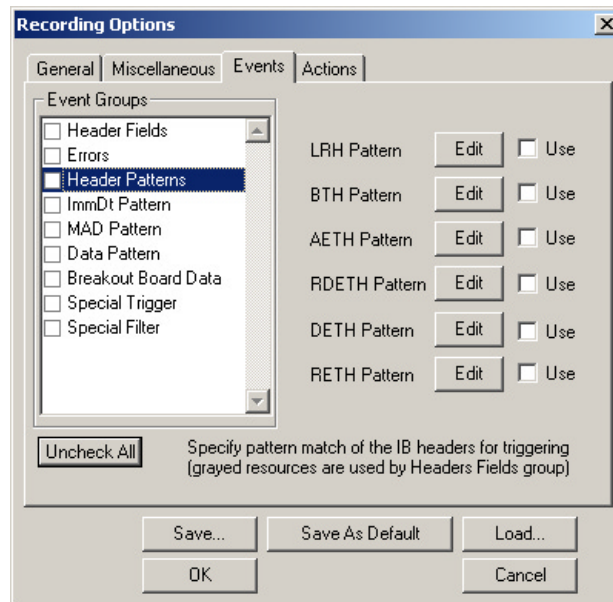 Recording Options
General Miscellaneous Events Actions
Event Groups
Header Fields
Errors
Header Patterns
ImmDt Pattern
MAD Pattern
Data Pattern
Breakout Board Data
Special Trigger
Special Filter
LRH Pattern Edit Use
BTH Pattern Edit Use
AETH Pattern Edit Use
RDETH Pattern Edit Use
DETH Pattern Edit Use
RETH Pattern Edit Use
Uncheck All
Specify pattern match of the IB headers for triggering
(grayed resources are used by Headers Fields group)
Save... Save As Default Load...
OK Cancel